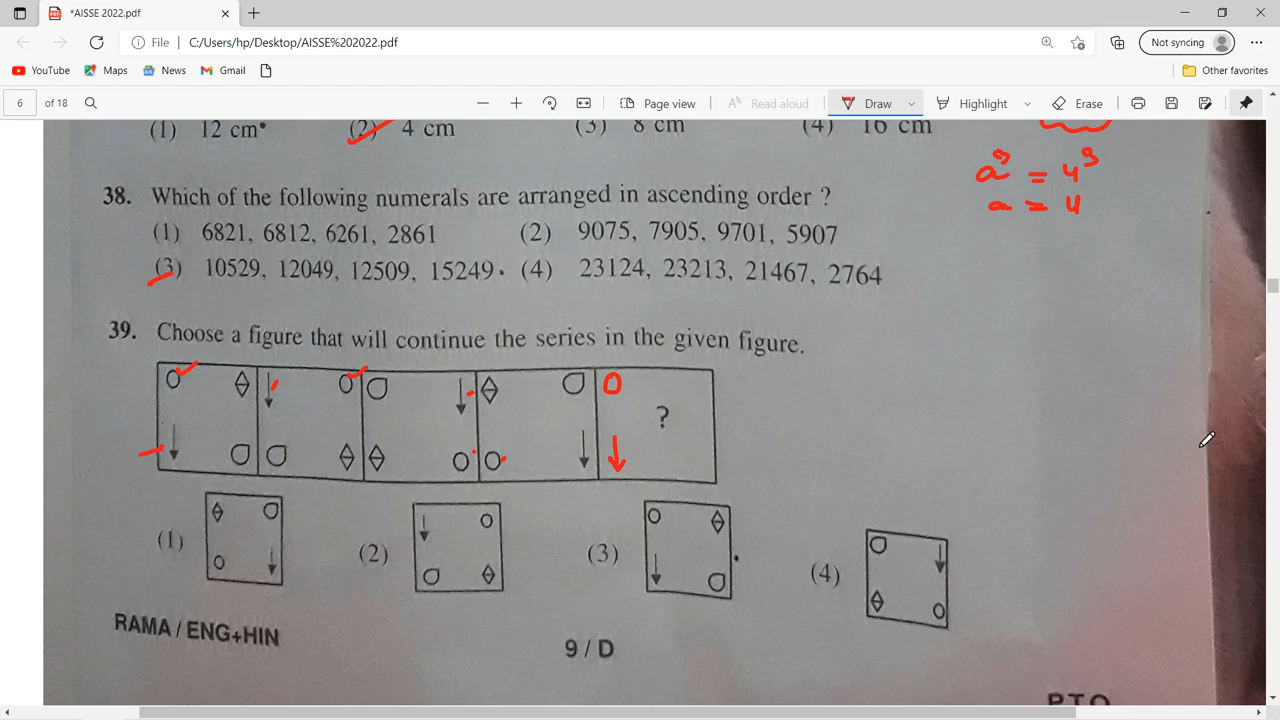 *AISSE 2022.pdf
File | C:/Users/hp/Desktop/AISSE%202022.pdf
Not syncing
YouTube Maps News Gmail
Other favorites
6 of 18
Page view
Read aloud
Draw
Highlight
Erase
(1) 12 cm (2) 4 cm (3) 8 cm (4) 16 cm
a³ = 4³
a = 4
38. Which of the following numerals are arranged in ascending order ?
(1) 6821, 6812, 6261, 2861 (2) 9075, 7905, 9701, 5907
(3) 10529, 12049, 12509, 15249 (4) 23124, 23213, 21467, 2764
39. Choose a figure that will continue the series in the given figure.
?
(1) (2) (3) (4)
RAMA / ENG+HIN
9 / D
P.T.O.